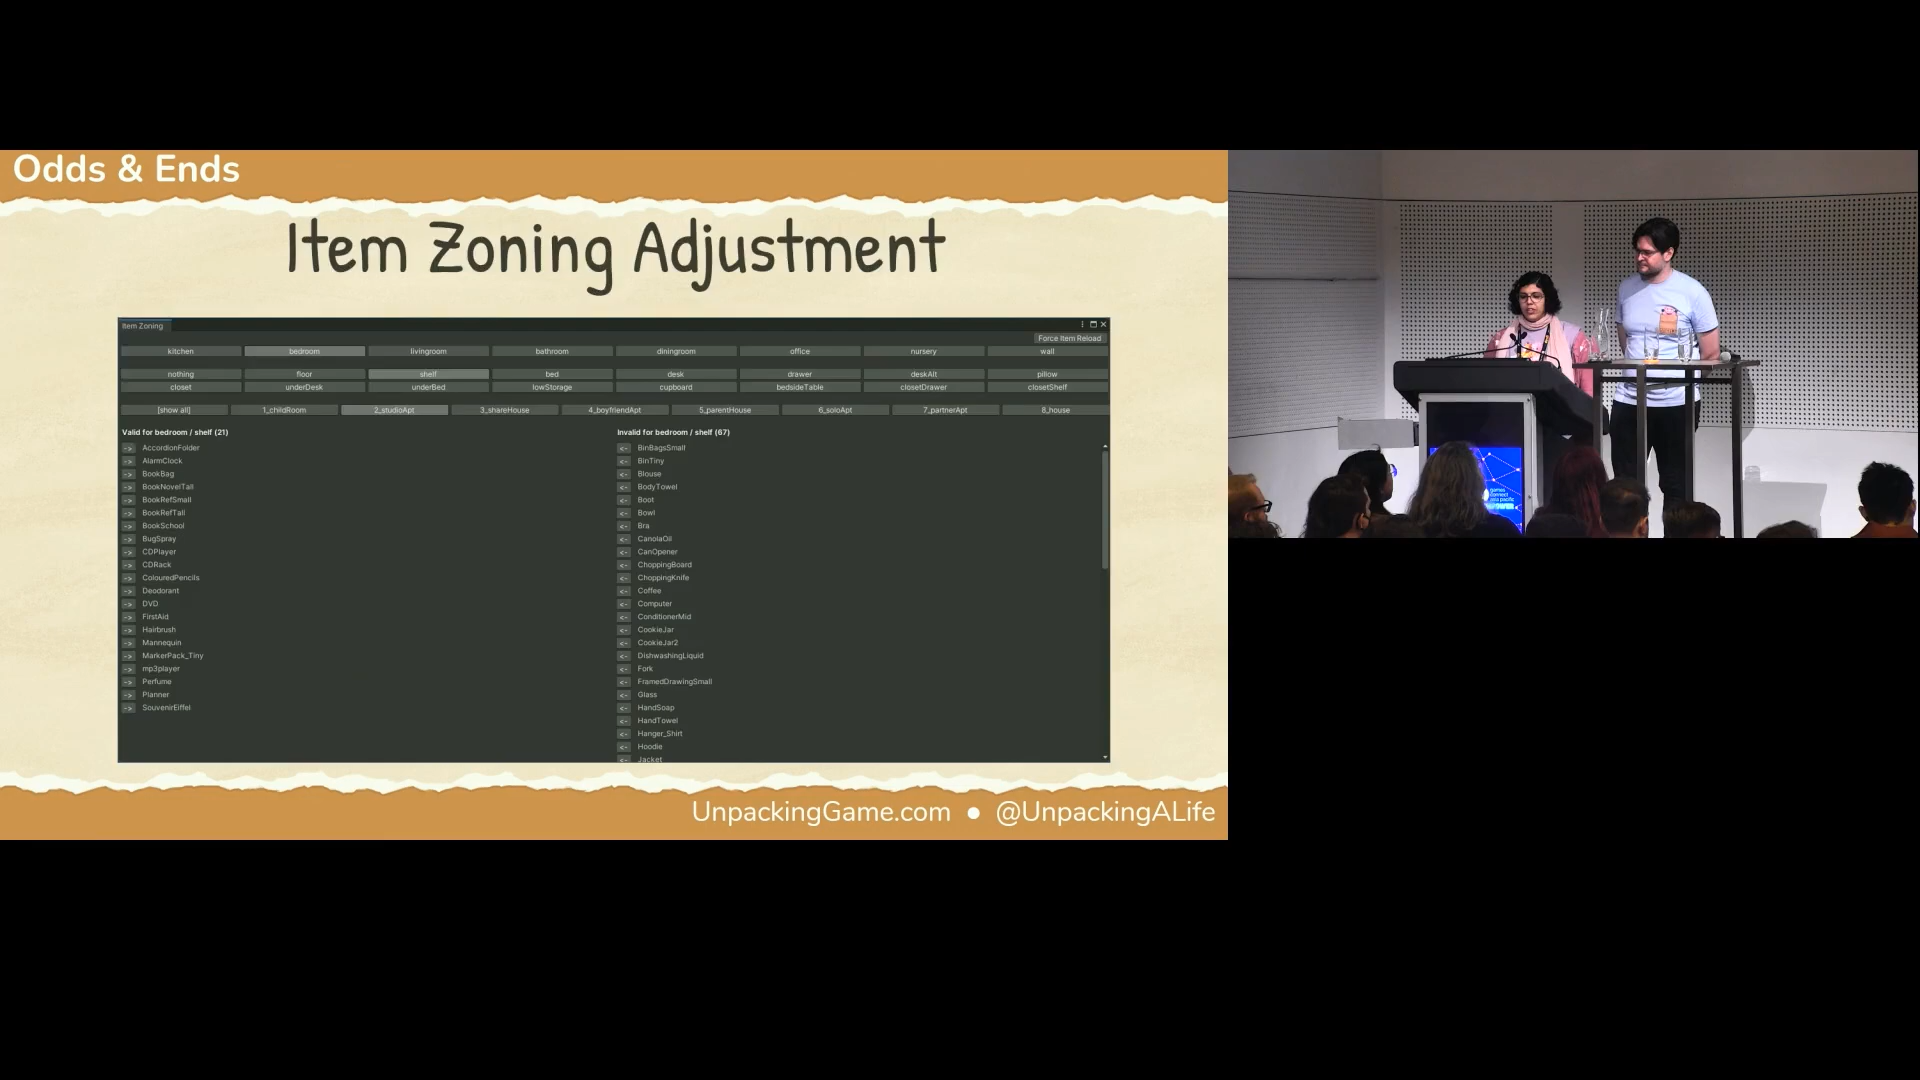 Odds & Ends
Item Zoning Adjustment
Item Zoning
Force Item Reload
kitchen bedroom livingroom bathroom diningroom office nursery wall
nothing floor shelf bed desk drawer deskAlt pillow
closet underDesk underBed lowStorage cupboard bedsideTable closetDrawer closetShelf
[show all] 1_childRoom 2_studioApt 3_shareHouse 4_boyfriendApt 5_parentHouse 6_soloApt 7_partnerApt 8_house
Valid for bedroom / shelf (21)
-> AccordionFolder
-> AlarmClock
-> BookBag
-> BookNovelTall
-> BookRefSmall
-> BookRefTall
-> BookSchool
-> BugSpray
-> CDPlayer
-> CDRack
-> ColouredPencils
-> Deodorant
-> DVD
-> FirstAid
-> Hairbrush
-> Mannequin
-> MarkerPack_Tiny
-> mp3player
-> Perfume
-> Planner
-> SouvenirEiffel
Invalid for bedroom / shelf (67)
<- BinBagsSmall
<- BinTiny
<- Blouse
<- BodyTowel
<- Boot
<- Bowl
<- Bra
<- CanolaOil
<- CanOpener
<- ChoppingBoard
<- ChoppingKnife
<- Coffee
<- Computer
<- ConditionerMid
<- CookieJar
<- CookieJar2
<- DishwashingLiquid
<- Fork
<- FramedDrawingSmall
<- Glass
<- HandSoap
<- HandTowel
<- Hanger_Shirt
<- Hoodie
<- Jacket
UnpackingGame.com ● @UnpackingALife
games
connect
asia pacific